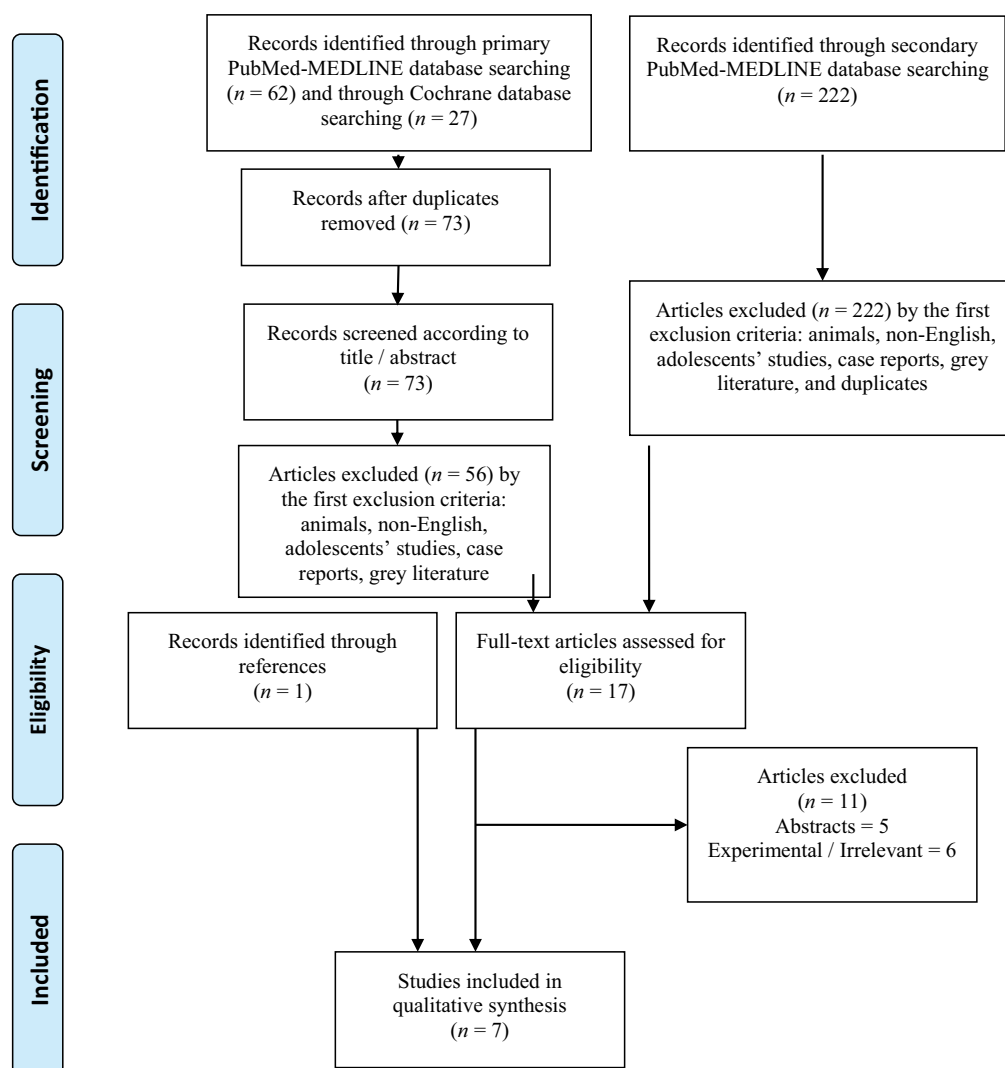 Identification
Records identified through primary
PubMed-MEDLINE database searching
(n = 62) and through Cochrane database
searching (n = 27)
Records identified through secondary
PubMed-MEDLINE database searching
(n = 222)
Records after duplicates
removed (n = 73)
Screening
Records screened according to
title / abstract
(n = 73)
Articles excluded (n = 222) by the first
exclusion criteria: animals, non-English,
adolescents’ studies, case reports, grey
literature, and duplicates
Articles excluded (n = 56) by
the first exclusion criteria:
animals, non-English,
adolescents’ studies, case
reports, grey literature
Eligibility
Records identified through
references
(n = 1)
Full-text articles assessed for
eligibility
(n = 17)
Articles excluded
(n = 11)
Abstracts = 5
Experimental / Irrelevant = 6
Included
Studies included in
qualitative synthesis
(n = 7)